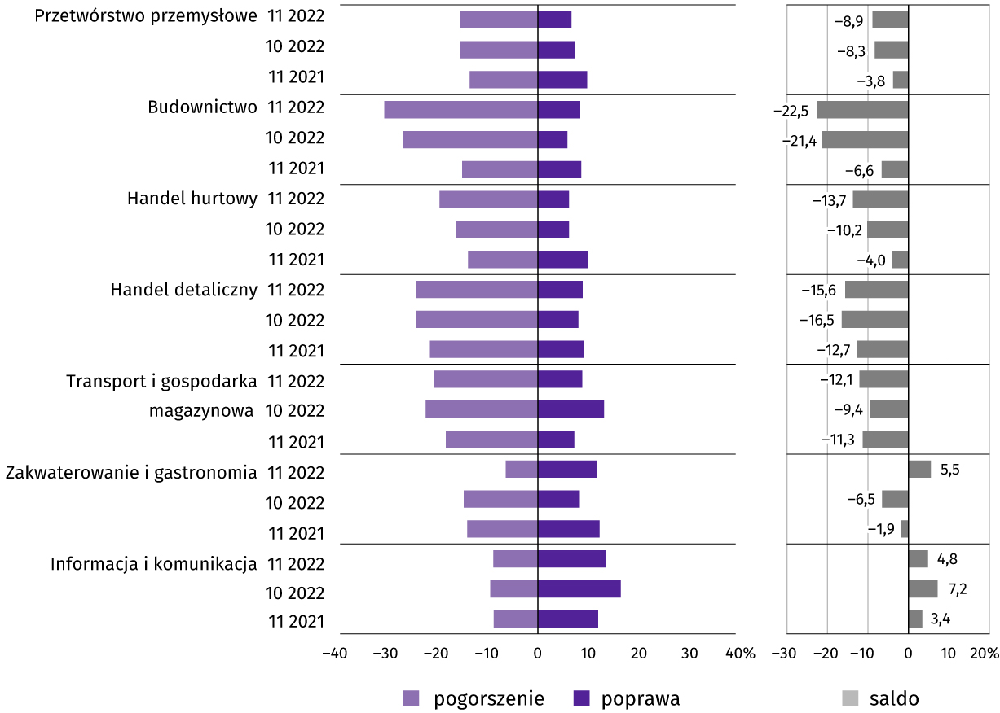 Przetwórstwo przemysłowe 11 2022 –8,9
10 2022 –8,3
11 2021 –3,8
Budownictwo 11 2022 –22,5
10 2022 –21,4
11 2021 –6,6
Handel hurtowy 11 2022 –13,7
10 2022 –10,2
11 2021 –4,0
Handel detaliczny 11 2022 –15,6
10 2022 –16,5
11 2021 –12,7
Transport i gospodarka 11 2022 –12,1
magazynowa 10 2022 –9,4
11 2021 –11,3
Zakwaterowanie i gastronomia 11 2022 5,5
10 2022 –6,5
11 2021 –1,9
Informacja i komunikacja 11 2022 4,8
10 2022 7,2
11 2021 3,4
–40 –30 –20 –10 0 10 20 30 40% –30 –20 –10 0 10 20%
pogorszenie poprawa saldo